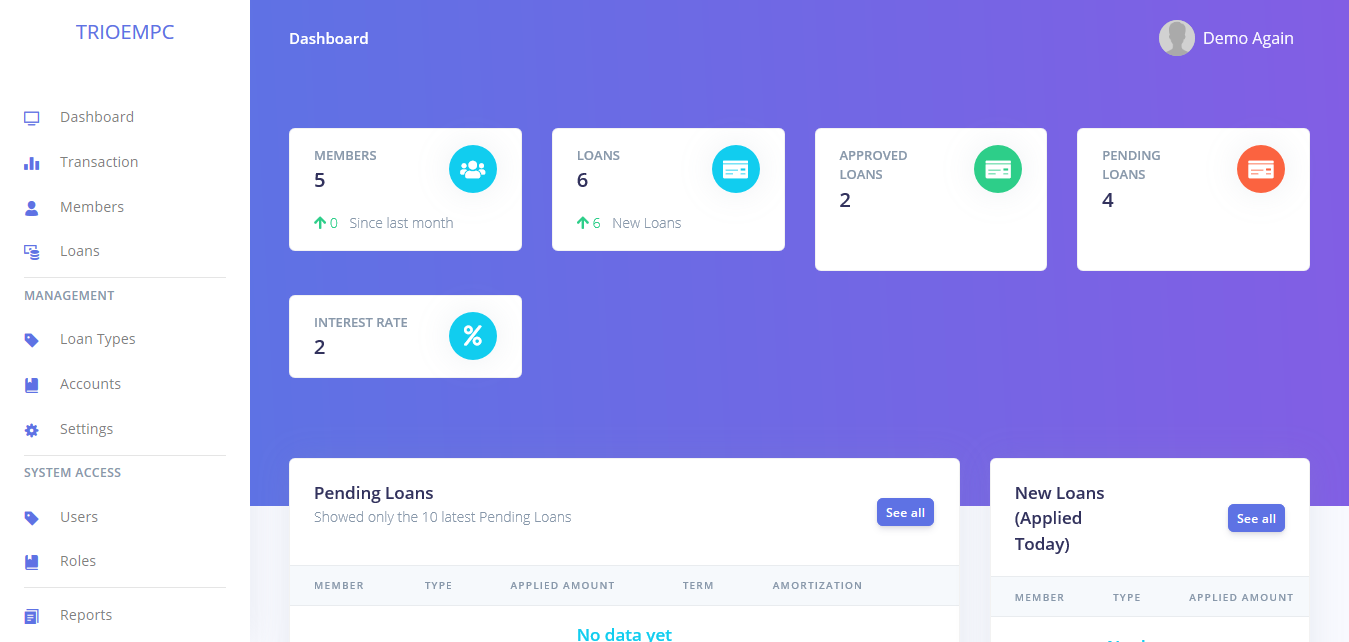 TRIOEMPC
Dashboard
Transaction
Members
Loans
MANAGEMENT
Loan Types
Accounts
Settings
SYSTEM ACCESS
Users
Roles
Reports
Dashboard
Demo Again
MEMBERS
5
0 Since last month
LOANS
6
6 New Loans
APPROVED
LOANS
2
PENDING
LOANS
4
INTEREST RATE
2
Pending Loans
Showed only the 10 latest Pending Loans
See all
MEMBER TYPE APPLIED AMOUNT TERM AMORTIZATION
No data yet
New Loans
(Applied
Today)
See all
MEMBER TYPE APPLIED AMOUNT